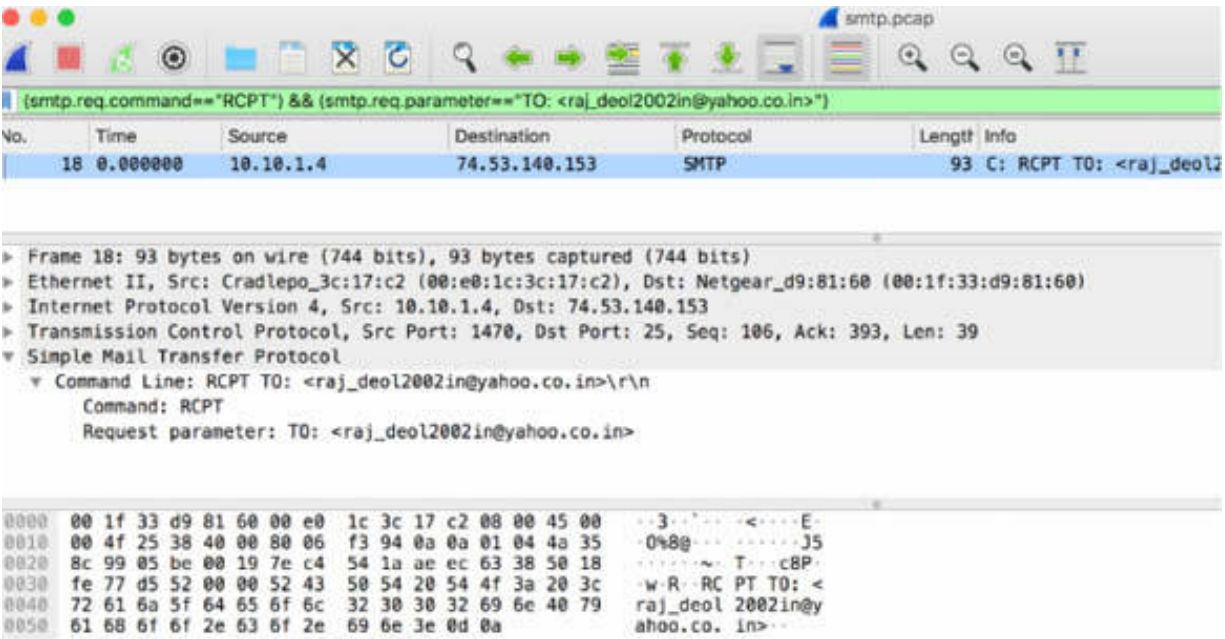 smtp.pcap
(smtp.req.command=="RCPT") && (smtp.req.parameter=="TO: <raj_deol2002in@yahoo.co.in>")
No. Time Source Destination Protocol Length Info
18 0.000000 10.10.1.4 74.53.140.153 SMTP 93 C: RCPT TO: <raj_deol2
Frame 18: 93 bytes on wire (744 bits), 93 bytes captured (744 bits)
Ethernet II, Src: Cradlepo_3c:17:c2 (00:e0:1c:3c:17:c2), Dst: Netgear_d9:81:60 (00:1f:33:d9:81:60)
Internet Protocol Version 4, Src: 10.10.1.4, Dst: 74.53.140.153
Transmission Control Protocol, Src Port: 1470, Dst Port: 25, Seq: 106, Ack: 393, Len: 39
Simple Mail Transfer Protocol
Command Line: RCPT TO: <raj_deol2002in@yahoo.co.in>\r\n
Command: RCPT
Request parameter: TO: <raj_deol2002in@yahoo.co.in>
0000 00 1f 33 d9 81 60 00 e0 1c 3c 17 c2 08 00 45 00 ··3··`·· ·<····E·
0010 00 4f 25 38 40 00 80 06 f3 94 0a 0a 01 04 4a 35 ·O%8@··· ······J5
0020 8c 99 05 be 00 19 7e c4 54 1a ae ec 63 38 50 18 ······~· T···c8P·
0030 fe 77 d5 52 00 00 52 43 50 54 20 54 4f 3a 20 3c ·w·R··RC PT TO: <
0040 72 61 6a 5f 64 65 6f 6c 32 30 30 32 69 6e 40 79 raj_deol 2002in@y
0050 61 68 6f 6f 2e 63 6f 2e 69 6e 3e 0d 0a ahoo.co. in>··